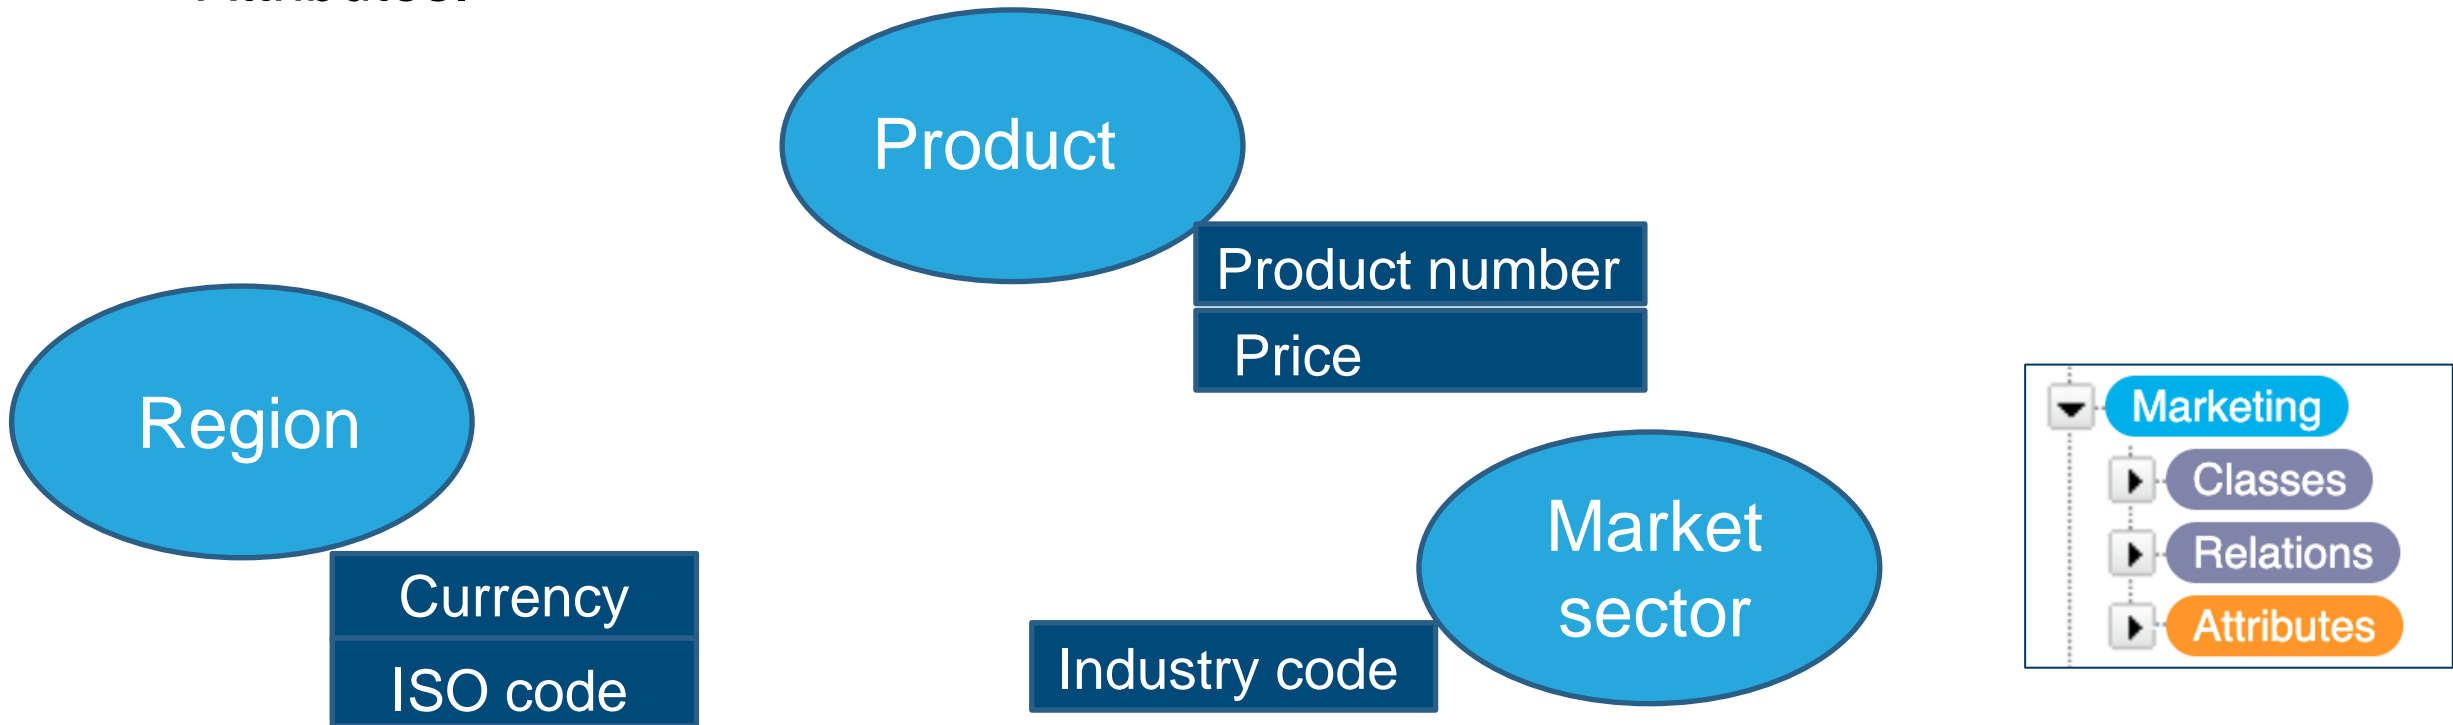 Product
Product number
Price
Region
Currency
ISO code
Market
sector
Industry code
Marketing
Classes
Relations
Attributes